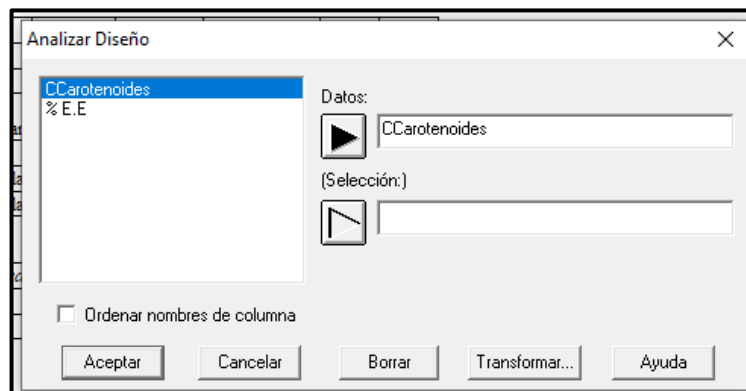 Analizar Diseño
CCarotenoides
% E.E
Datos:
CCarotenoides
(Selección:)
Ordenar nombres de columna
Aceptar
Cancelar
Borrar
Transformar...
Ayuda